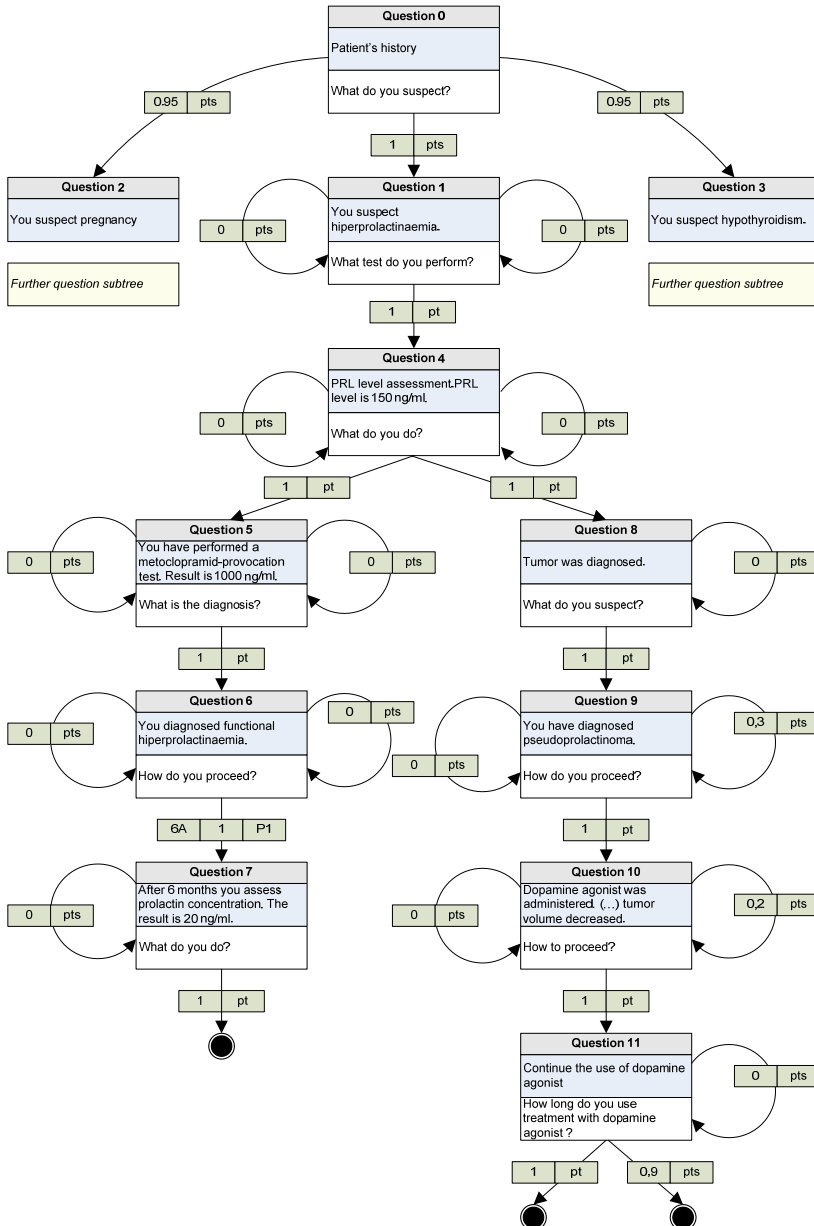 Question 0
Patient's history
What do you suspect?
0.95 pts
0.95 pts
1 pts
Question 2
You suspect pregnancy
Further question subtree
Question 1
You suspect
hiperprolactinaemia.
What test do you perform?
0 pts
0 pts
Question 3
You suspect hypothyroidism.
Further question subtree
1 pt
Question 4
PRL level assessment.PRL
level is 150 ng/ml.
What do you do?
0 pts
0 pts
1 pt
1 pt
Question 5
You have performed a
metoclopramid-provocation
test. Result is 1000 ng/ml.
What is the diagnosis?
0 pts
0 pts
Question 8
Tumor was diagnosed.
What do you suspect?
0 pts
1 pt
1 pt
Question 6
You diagnosed functional
hiperprolactinaemia.
How do you proceed?
0 pts
0 pts
Question 9
You have diagnosed
pseudoprolactinoma.
How do you proceed?
0 pts
0,3 pts
6A 1 P1
1 pt
Question 7
After 6 months you assess
prolactin concentration. The
result is 20 ng/ml.
What do you do?
0 pts
Question 10
Dopamine agonist was
administered. (...) tumor
volume decreased.
How to proceed?
0 pts
0,2 pts
1 pt
1 pt
Question 11
Continue the use of dopamine
agonist
How long do you use
treatment with dopamine
agonist ?
0 pts
1 pt
0,9 pts